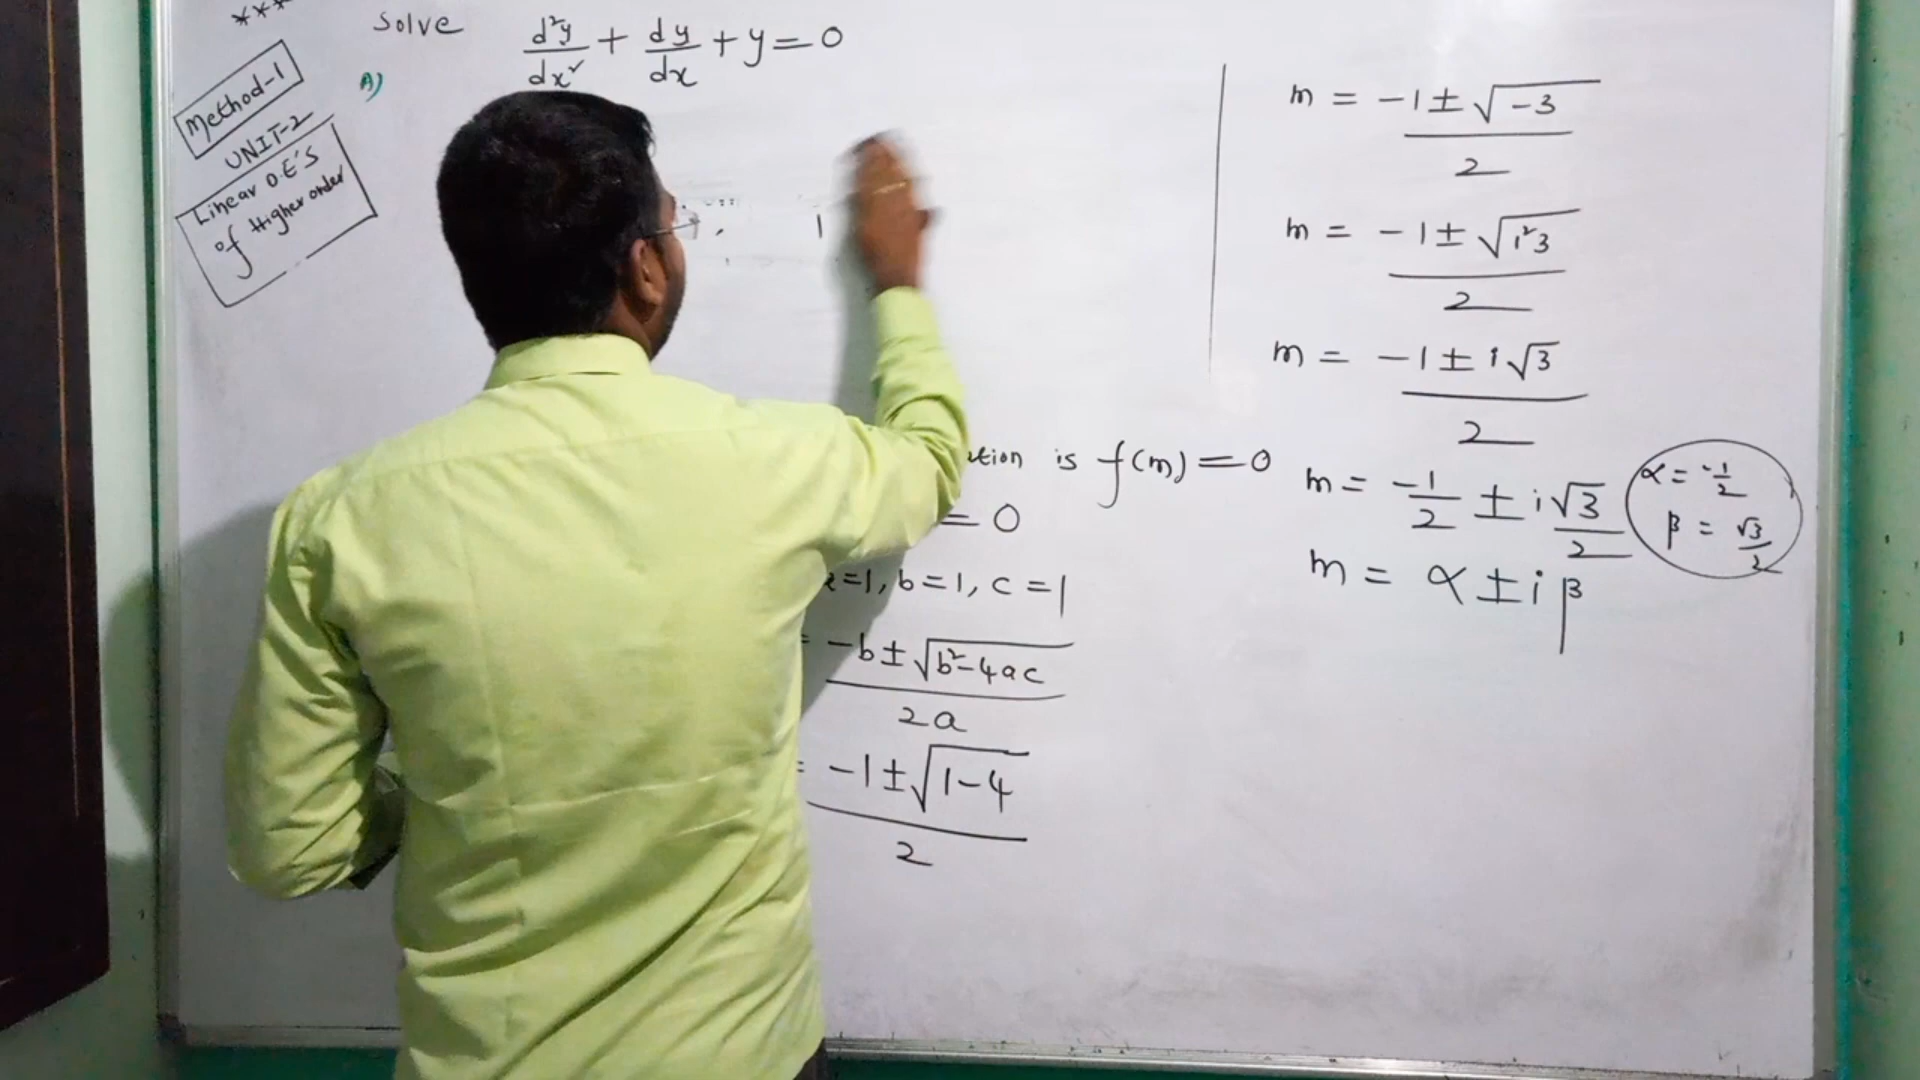 ***
Solve d²y/dx² + dy/dx + y = 0
Method-1
A)
UNIT-2
Linear D.E'S
of Higher order
is f(m) = 0
= 0
=1, b=1, c=1
-b±√b²-4ac
2a
= -1±√1-4
2
m = -1±√-3
2
m = -1±√i²3
2
m = -1±i√3
2
m = -1/2 ± i√3/2
α = -1/2
β = √3/2
m = α±iβ